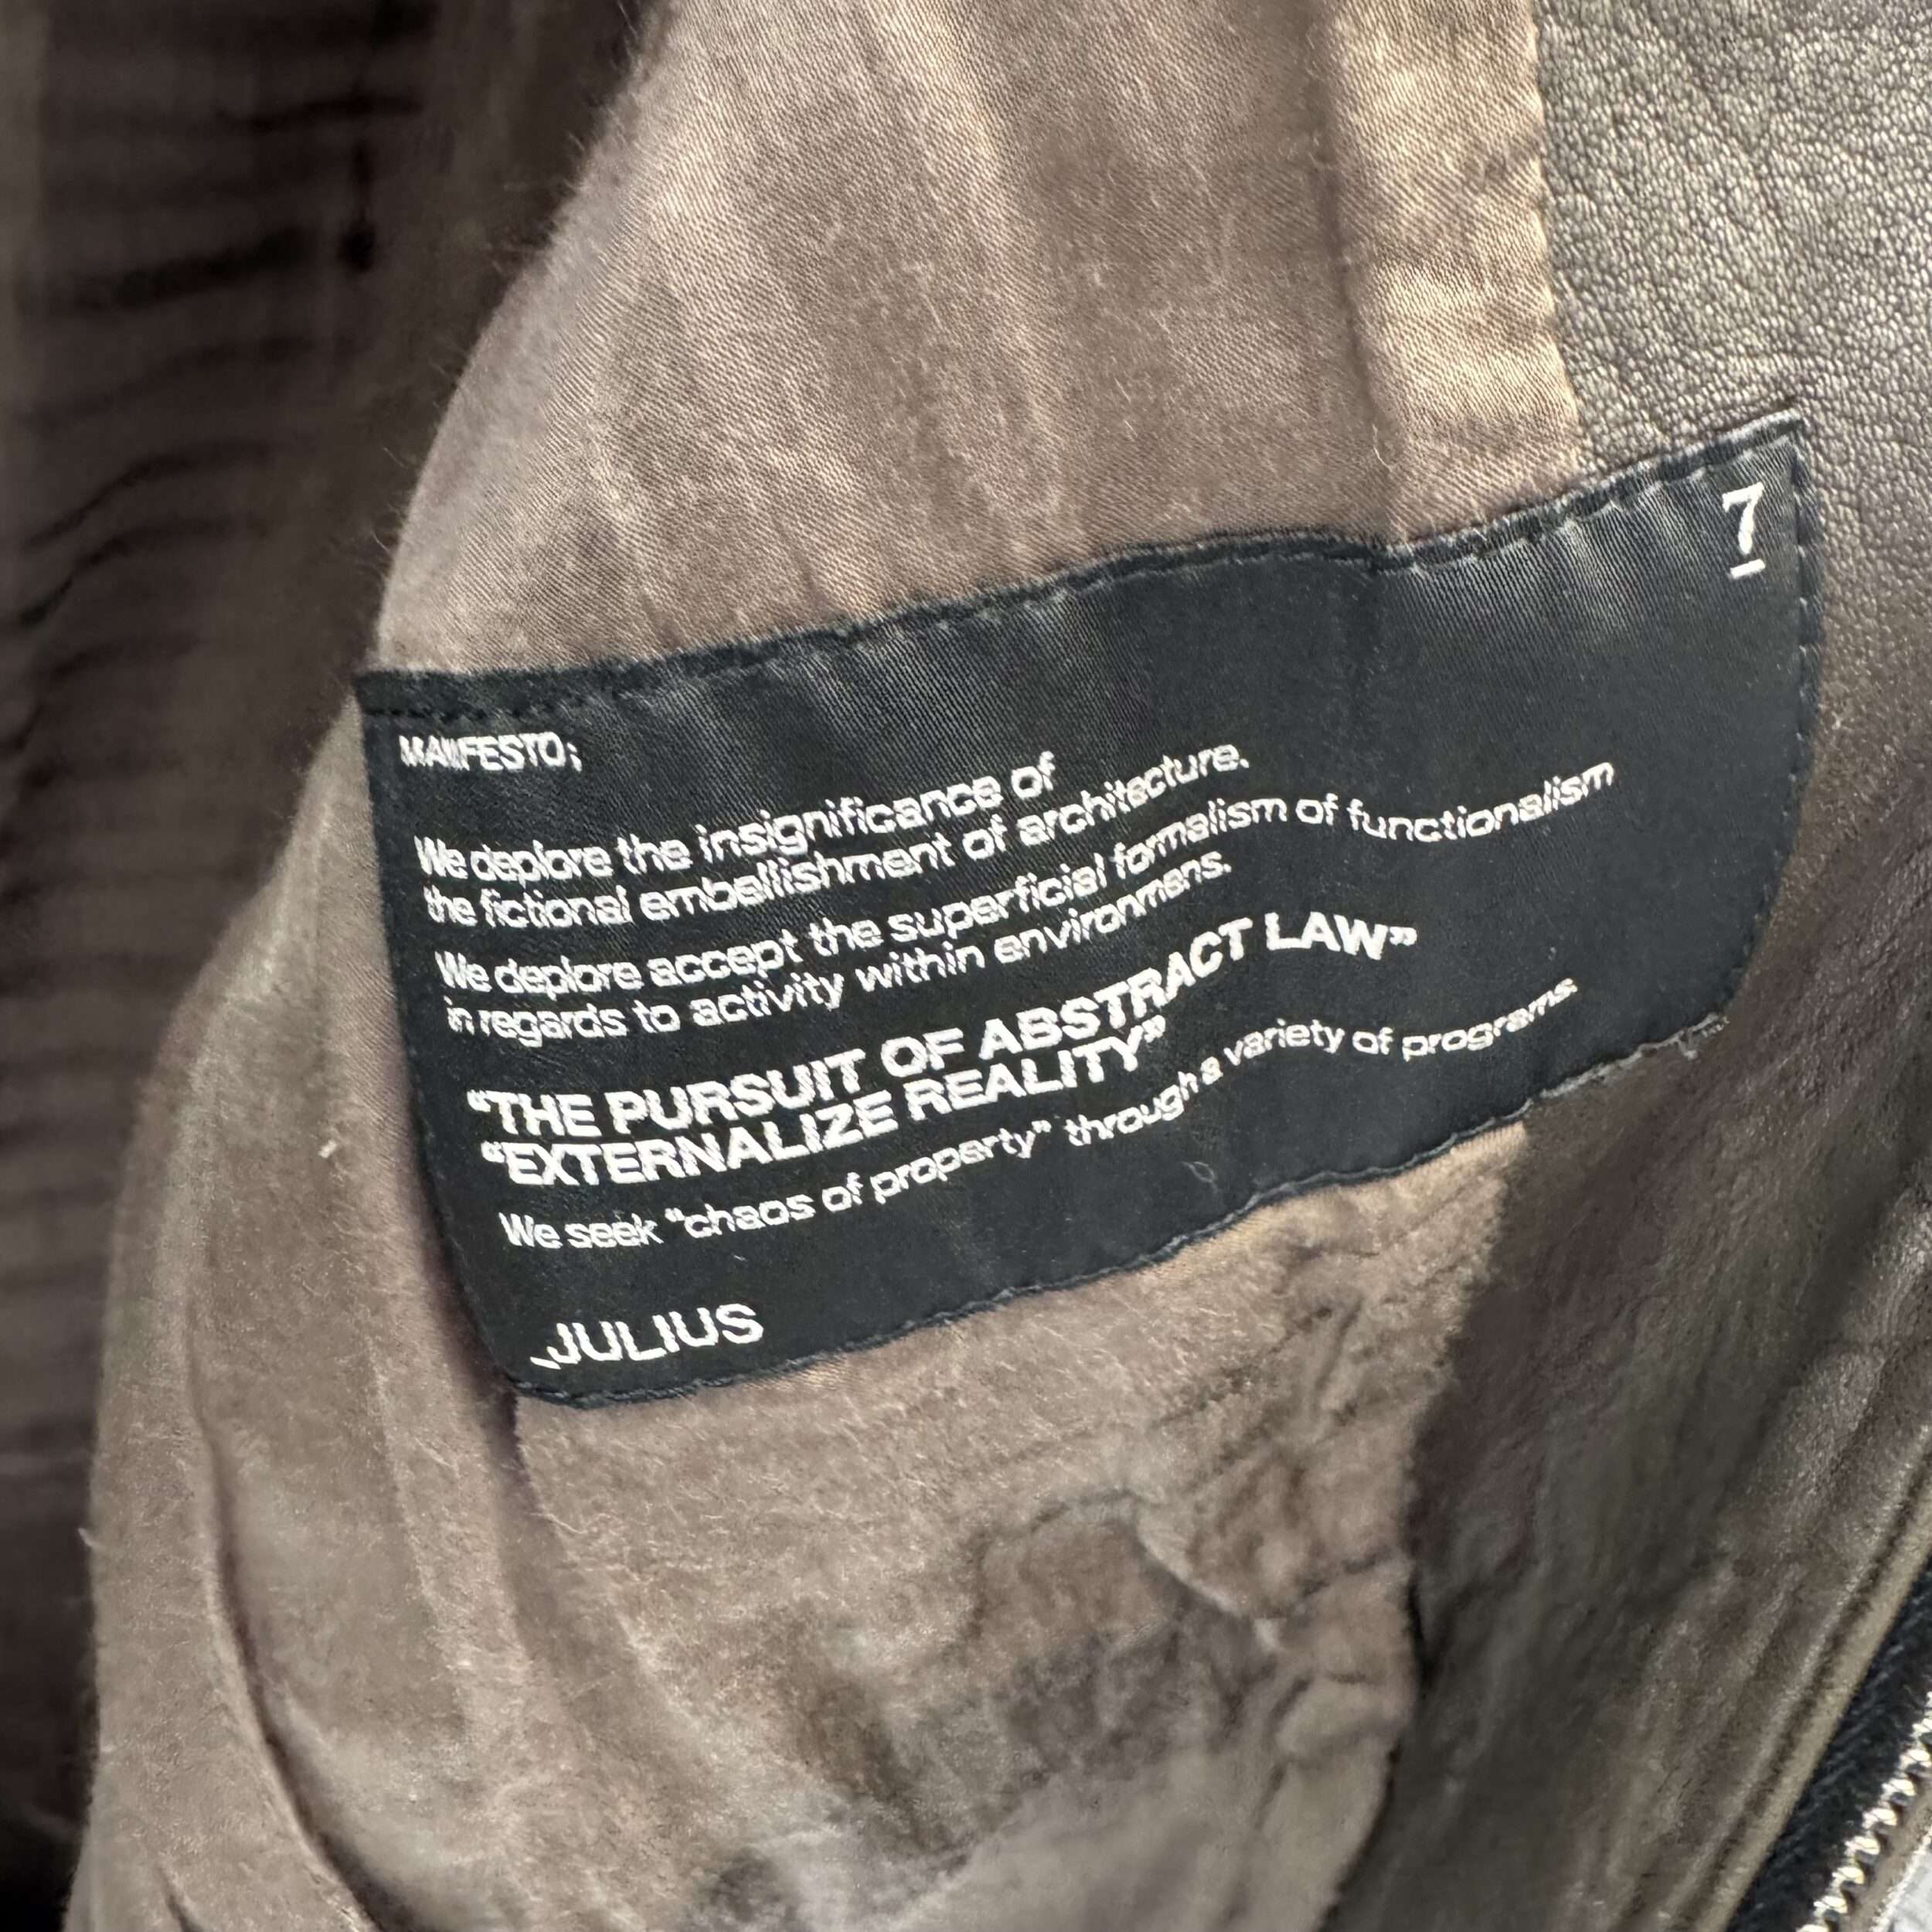 7
MANIFESTO;
We deplore the insignificance of
the fictional embellishment of architecture.
We deplore accept the superficial formalism of functionalism
in regards to activity within environmens.
“THE PURSUIT OF ABSTRACT LAW”
“EXTERNALIZE REALITY”
We seek “chaos of property” through a variety of programs.
_JULIUS